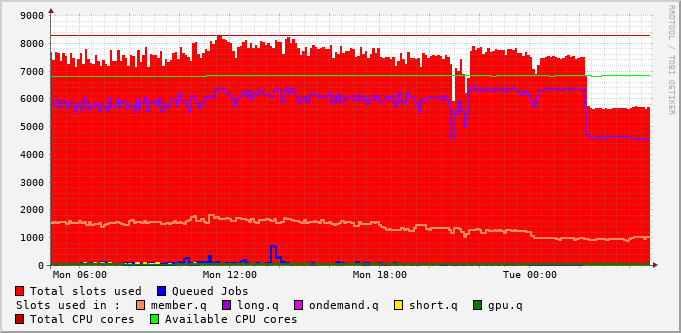 9000
8000
7000
6000
5000
4000
3000
2000
1000
0
Mon 06:00 Mon 12:00 Mon 18:00 Tue 00:00
Total slots used Queued Jobs
Slots used in : member.q long.q ondemand.q short.q gpu.q
Total CPU cores Available CPU cores
RRDTOOL / TOBI OETIKER